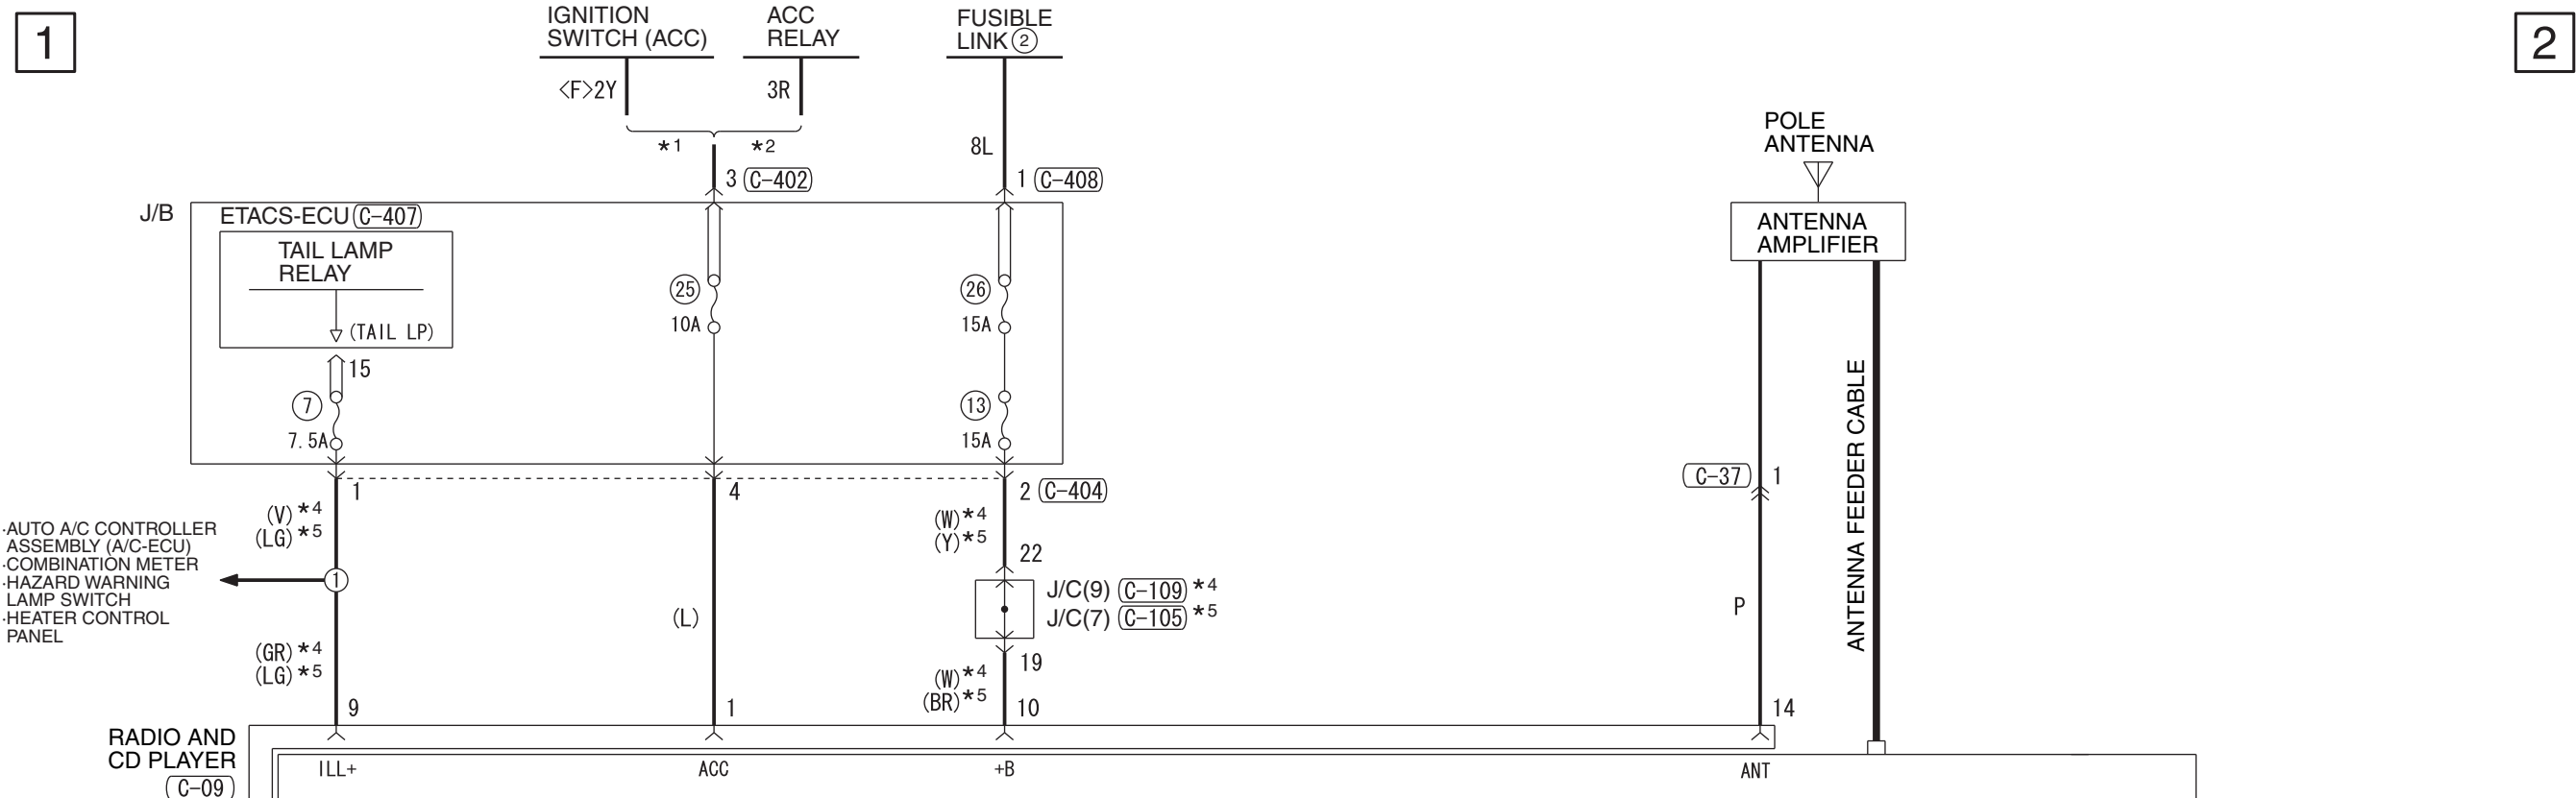 1
2
IGNITION
SWITCH (ACC)
ACC
RELAY
FUSIBLE
LINK②
<F>2Y
3R
8L
*1
*2
3 C-402
1 C-408
POLE
ANTENNA
ANTENNA
AMPLIFIER
J/B
ETACS-ECU C-407
TAIL LAMP
RELAY
(TAIL LP)
15
7
7.5A
25
10A
26
15A
13
15A
ANTENNA FEEDER CABLE
C-37 1
P
1
4
2 C-404
(V)*4
(LG)*5
(W)*4
(Y)*5
22
·AUTO A/C CONTROLLER
ASSEMBLY (A/C-ECU)
·COMBINATION METER
·HAZARD WARNING
LAMP SWITCH
·HEATER CONTROL
PANEL
1
J/C(9) C-109 *4
J/C(7) C-105 *5
(L)
19
(GR)*4
(LG)*5
(W)*4
(BR)*5
9
1
10
14
RADIO AND
CD PLAYER
C-09
ILL+
ACC
+B
ANT